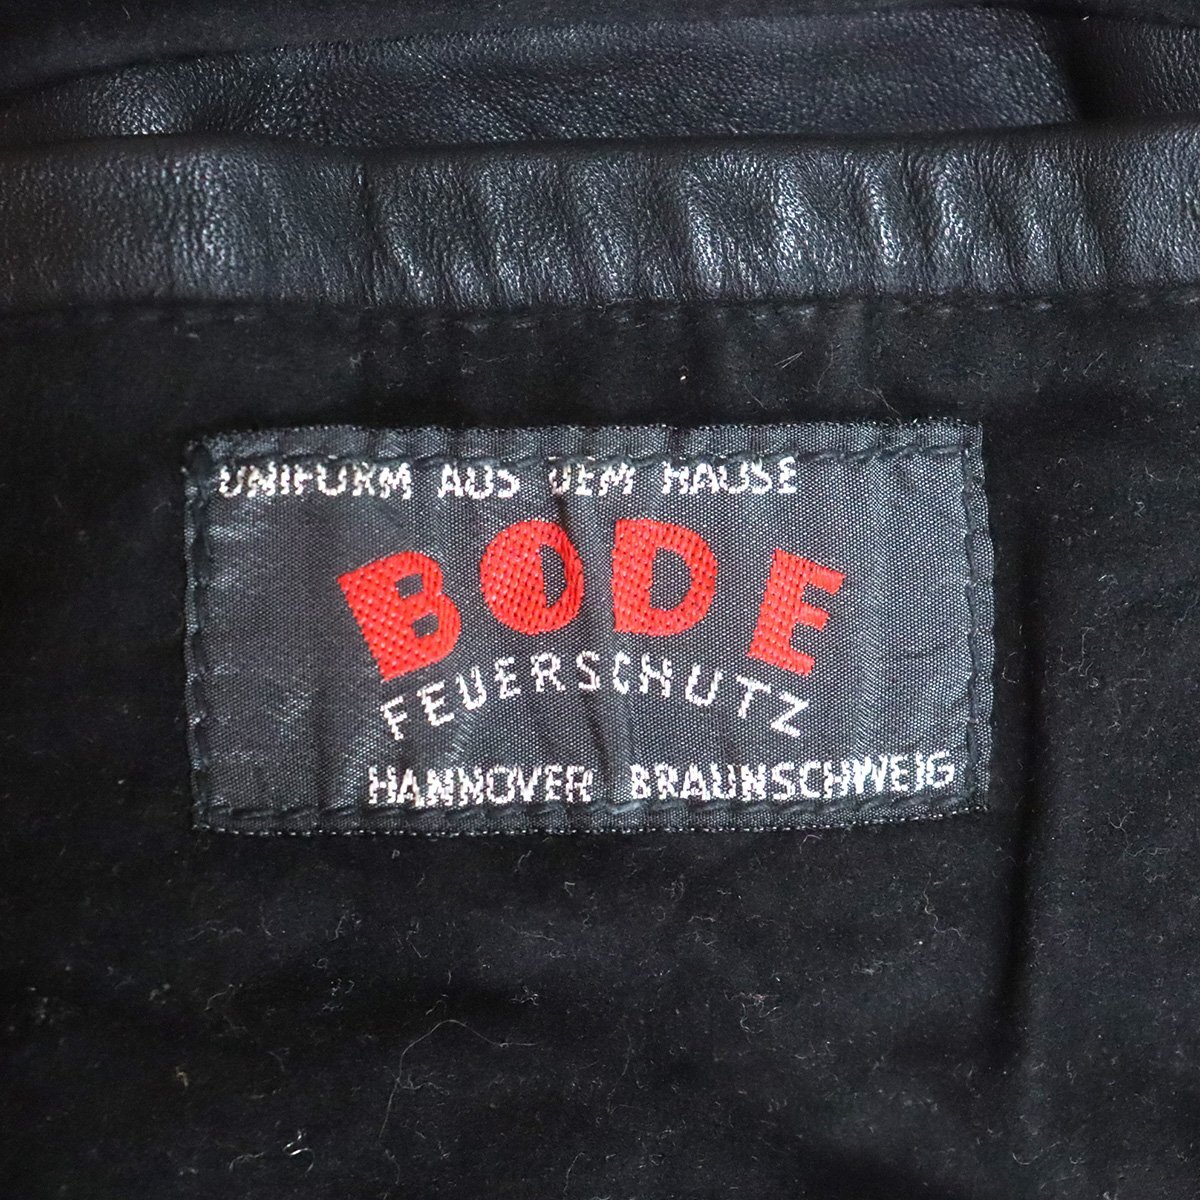 UNIFORM AUS DEM HAUSE
BODE
FEUERSCHUTZ
HANNOVER BRAUNSCHWEIG